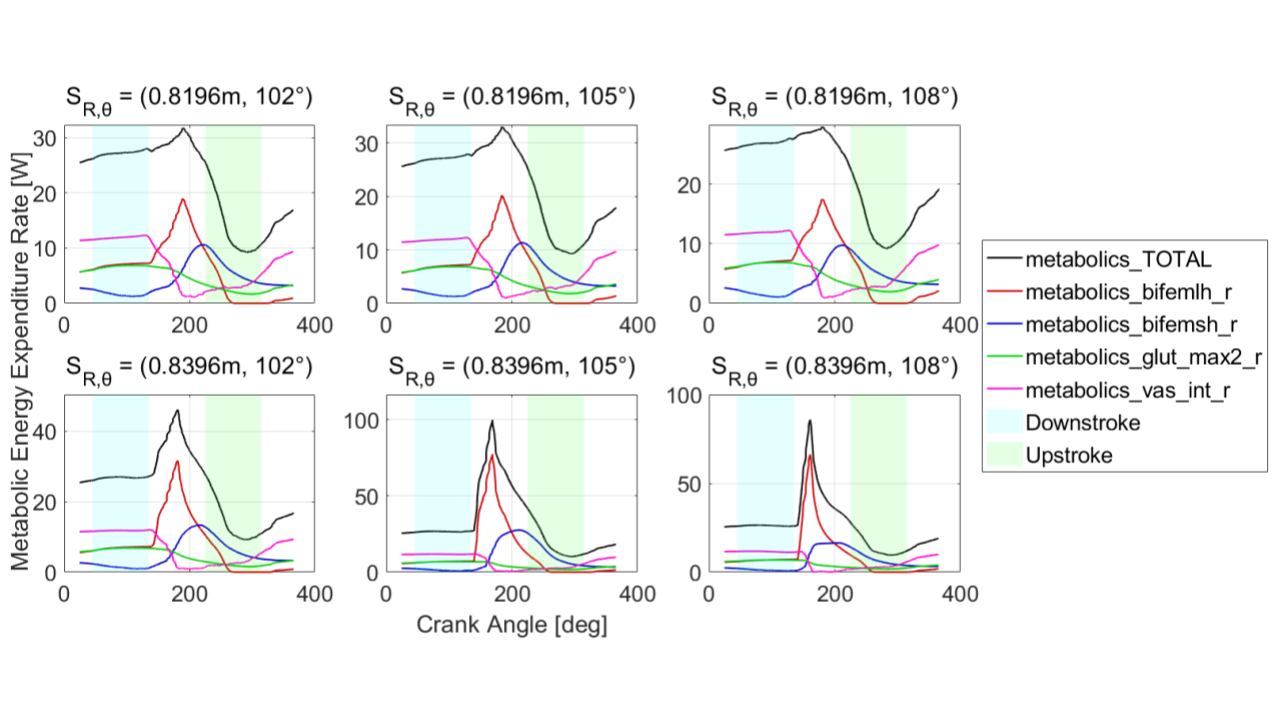 S_R,θ = (0.8196m, 102°)
S_R,θ = (0.8196m, 105°)
S_R,θ = (0.8196m, 108°)
30
20
10
0
0 200 400
30
20
10
0
0 200 400
20
10
0
0 200 400
S_R,θ = (0.8396m, 102°)
S_R,θ = (0.8396m, 105°)
S_R,θ = (0.8396m, 108°)
40
20
0
0 200 400
100
50
0
0 200 400
100
50
0
0 200 400
Metabolic Energy Expenditure Rate [W]
Crank Angle [deg]
metabolics_TOTAL
metabolics_bifemlh_r
metabolics_bifemsh_r
metabolics_glut_max2_r
metabolics_vas_int_r
Downstroke
Upstroke